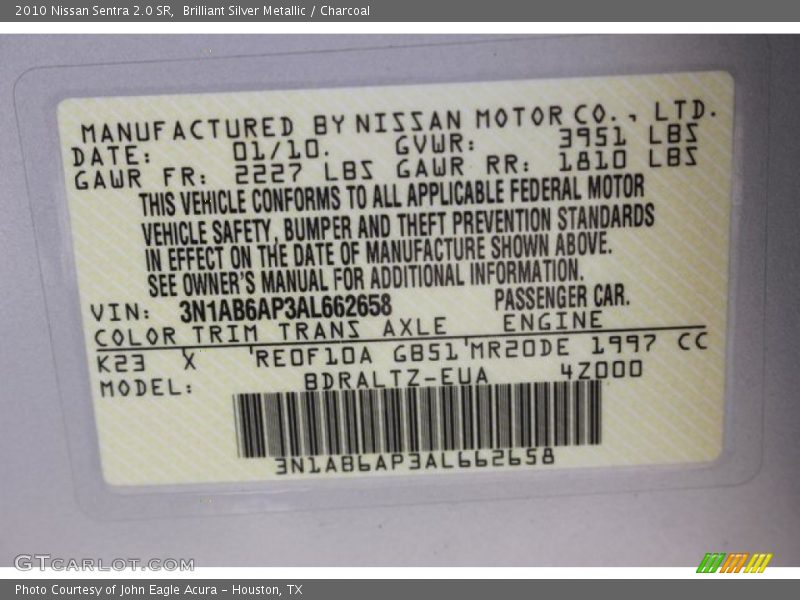 2010 Nissan Sentra 2.0 SR,  Brilliant Silver Metallic / Charcoal
MANUFACTURED BY NISSAN MOTOR CO., LTD.
DATE: 01/10. GVWR: 3951 LBS
GAWR FR: 2227 LBS GAWR RR: 1810 LBS
THIS VEHICLE CONFORMS TO ALL APPLICABLE FEDERAL MOTOR
VEHICLE SAFETY, BUMPER AND THEFT PREVENTION STANDARDS
IN EFFECT ON THE DATE OF MANUFACTURE SHOWN ABOVE.
SEE OWNER'S MANUAL FOR ADDITIONAL INFORMATION.
VIN: 3N1AB6AP3AL662658 PASSENGER CAR.
COLOR TRIM TRANS AXLE ENGINE
K23 X 'RE0F10A GB51'MR20DE 1997 CC
MODEL: BDRALTZ-EUA 4Z000
3N1AB6AP3AL662658
GTCARLOT.COM
Photo Courtesy of John Eagle Acura - Houston, TX